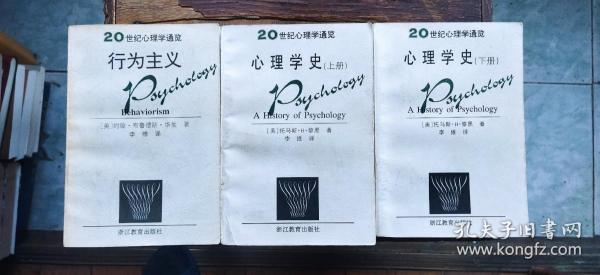 20世纪心理学通览
行为主义
Psychology
Behaviorism
[美]约翰·布鲁德斯·华生 著
李维 译
浙江教育出版社
20世纪心理学通览
心理学史(上册)
Psychology
A History of Psychology
[美]托马斯·H·黎黑 著
李维 译
浙江教育出版社
20世纪心理学通览
心理学史(下册)
Psychology
A History of Psychology
[美]托马斯·H·黎黑 著
李维 译
浙江教育出版社
孔夫子旧书网
www.kongfz.com